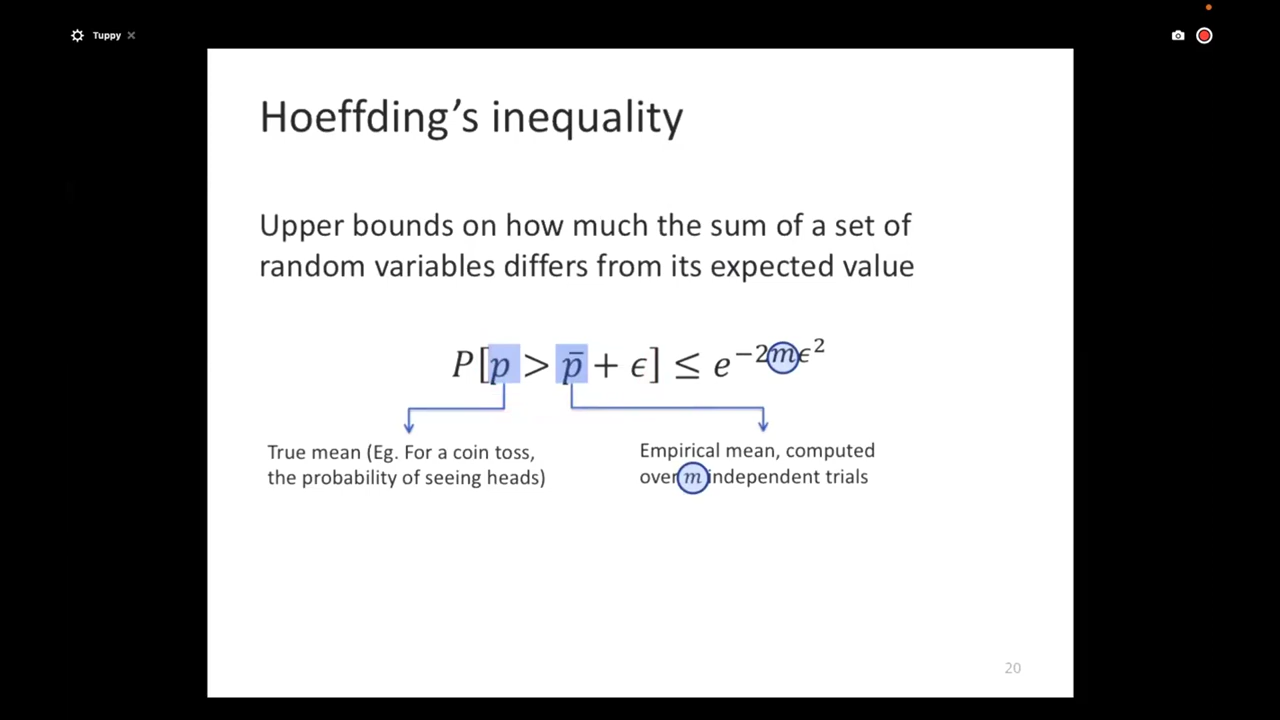 Tuppy
Hoeffding’s inequality
Upper bounds on how much the sum of a set of
random variables differs from its expected value
P[p > p̄ + ϵ] ≤ e^{−2mϵ²}
True mean (Eg. For a coin toss,
the probability of seeing heads)
Empirical mean, computed
over m independent trials
20